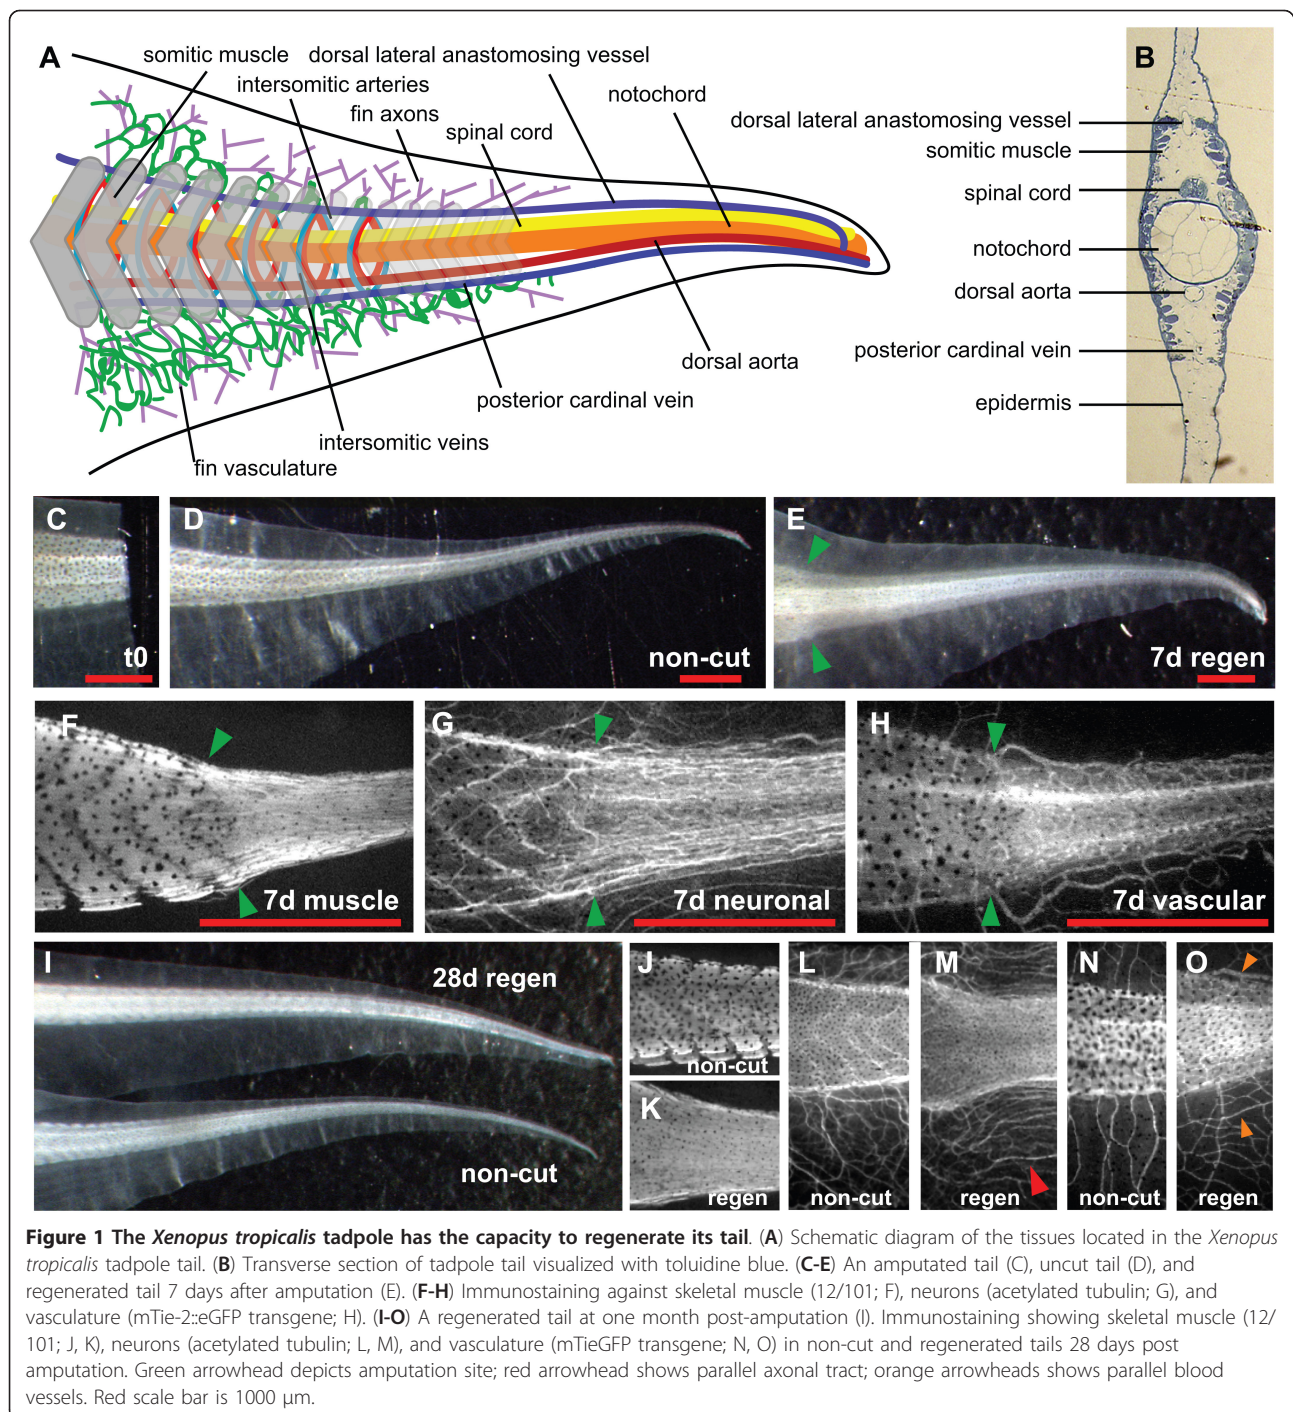 A
somitic muscle
dorsal lateral anastomosing vessel
intersomitic arteries
fin axons
spinal cord
notochord
dorsal aorta
posterior cardinal vein
intersomitic veins
fin vasculature
B
dorsal lateral anastomosing vessel
somitic muscle
spinal cord
notochord
dorsal aorta
posterior cardinal vein
epidermis
C
t0
D
non-cut
E
7d regen
F
7d muscle
G
7d neuronal
H
7d vascular
I
28d regen
non-cut
J
non-cut
K
regen
L
non-cut
M
regen
N
non-cut
O
regen
Figure 1 The Xenopus tropicalis tadpole has the capacity to regenerate its tail. (A) Schematic diagram of the tissues located in the Xenopus
tropicalis tadpole tail. (B) Transverse section of tadpole tail visualized with toluidine blue. (C-E) An amputated tail (C), uncut tail (D), and
regenerated tail 7 days after amputation (E). (F-H) Immunostaining against skeletal muscle (12/101; F), neurons (acetylated tubulin; G), and
vasculature (mTie-2::eGFP transgene; H). (I-O) A regenerated tail at one month post-amputation (I). Immunostaining showing skeletal muscle (12/
101; J, K), neurons (acetylated tubulin; L, M), and vasculature (mTieGFP transgene; N, O) in non-cut and regenerated tails 28 days post
amputation. Green arrowhead depicts amputation site; red arrowhead shows parallel axonal tract; orange arrowheads shows parallel blood
vessels. Red scale bar is 1000 μm.